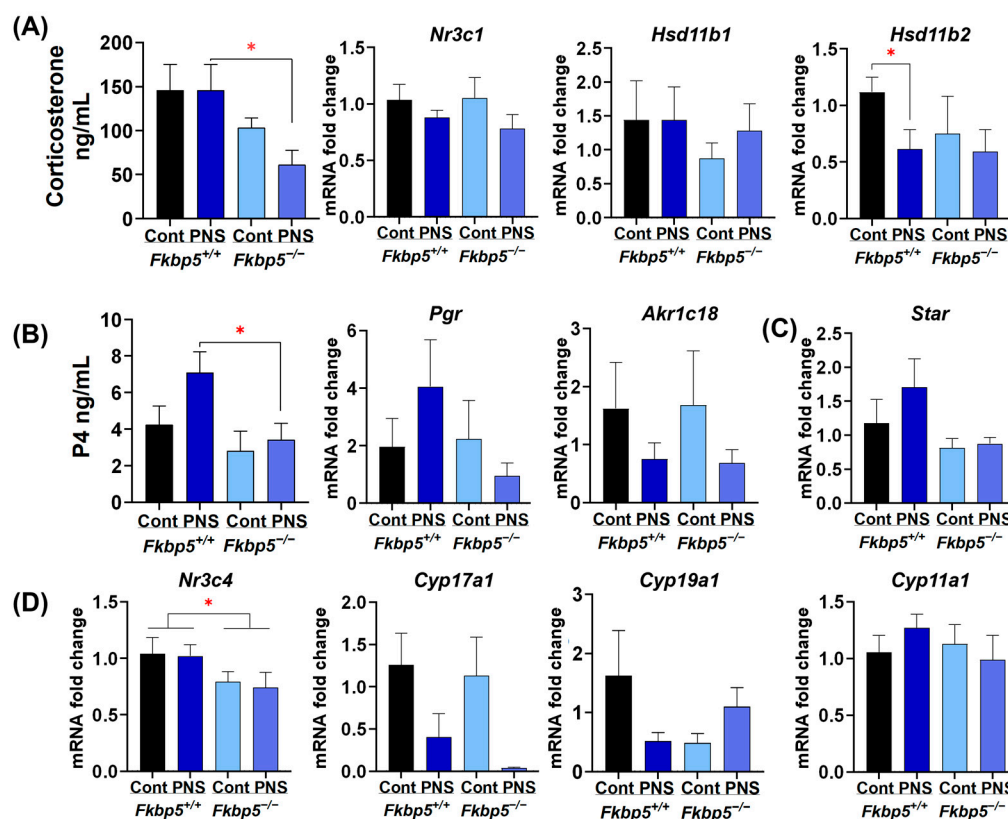 (A)
Corticosterone
ng/mL
200
150
100
50
0
*
Cont PNS
Fkbp5+/+
Cont PNS
Fkbp5−/−
Nr3c1
mRNA fold change
1.5
1.0
0.5
0.0
Cont PNS Cont PNS
Fkbp5+/+ Fkbp5−/−
Hsd11b1
mRNA fold change
2.5
2.0
1.5
1.0
0.5
0.0
Cont PNS Cont PNS
Fkbp5+/+ Fkbp5−/−
Hsd11b2
mRNA fold change
1.5
1.0
0.5
0.0
*
Cont PNS Cont PNS
Fkbp5+/+ Fkbp5−/−
(B)
P4 ng/mL
10
8
6
4
2
0
*
Cont PNS Cont PNS
Fkbp5+/+ Fkbp5−/−
Pgr
mRNA fold change
6
4
2
0
Cont PNS Cont PNS
Fkbp5+/+ Fkbp5−/−
Akr1c18
mRNA fold change
3
2
1
0
Cont PNS Cont PNS
Fkbp5+/+ Fkbp5−/−
(C)
Star
mRNA fold change
2.5
2.0
1.5
1.0
0.5
0.0
Cont PNS Cont PNS
Fkbp5+/+ Fkbp5−/−
(D)
Nr3c4
mRNA fold change
1.5
1.0
0.5
0.0
*
Cont PNS Cont PNS
Fkbp5+/+ Fkbp5−/−
Cyp17a1
mRNA fold change
2.0
1.5
1.0
0.5
0.0
Cont PNS Cont PNS
Fkbp5+/+ Fkbp5−/−
Cyp19a1
mRNA fold change
3
2
1
0
Cont PNS Cont PNS
Fkbp5+/+ Fkbp5−/−
Cyp11a1
mRNA fold change
1.5
1.0
0.5
0.0
Cont PNS Cont PNS
Fkbp5+/+ Fkbp5−/−